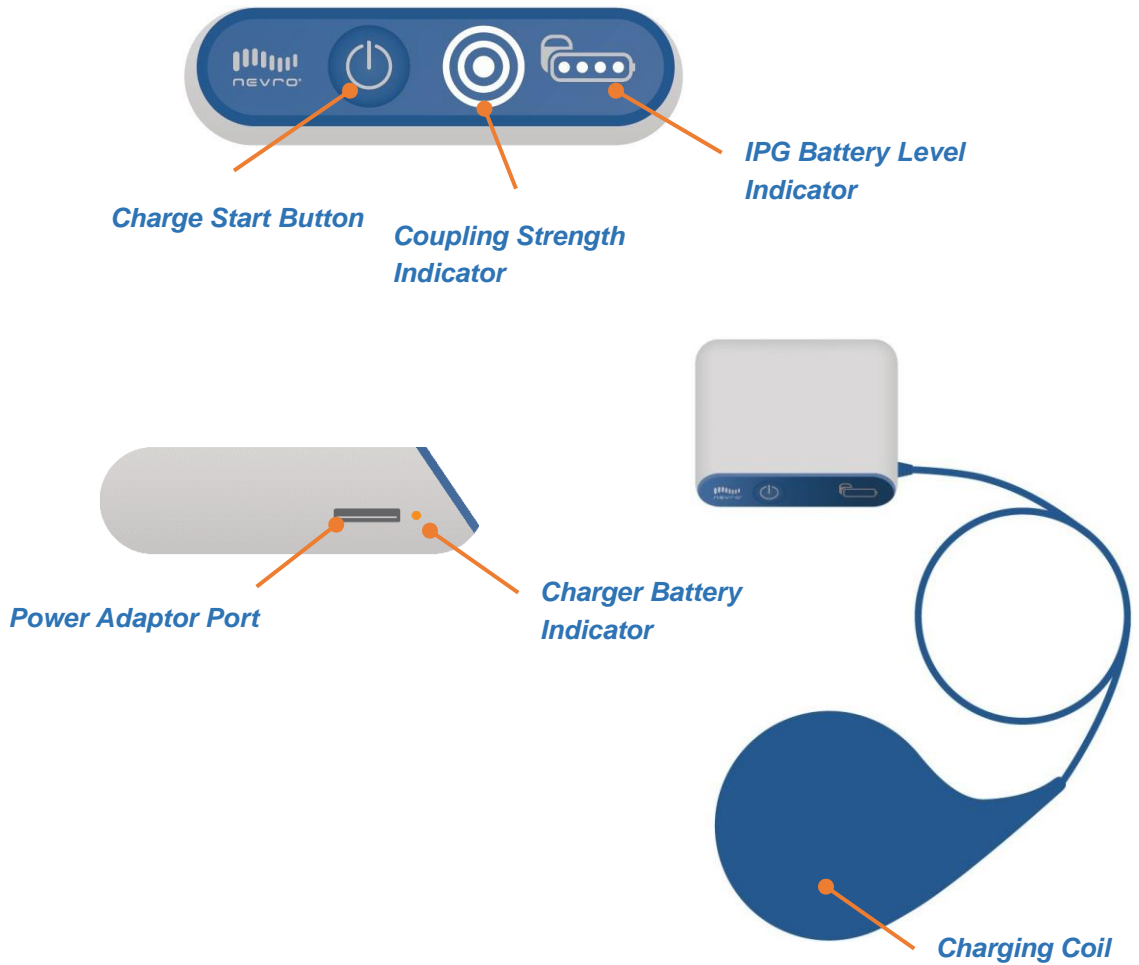 nevro
IPG Battery Level
Indicator
Charge Start Button
Coupling Strength
Indicator
nevro
Power Adaptor Port
Charger Battery
Indicator
Charging Coil